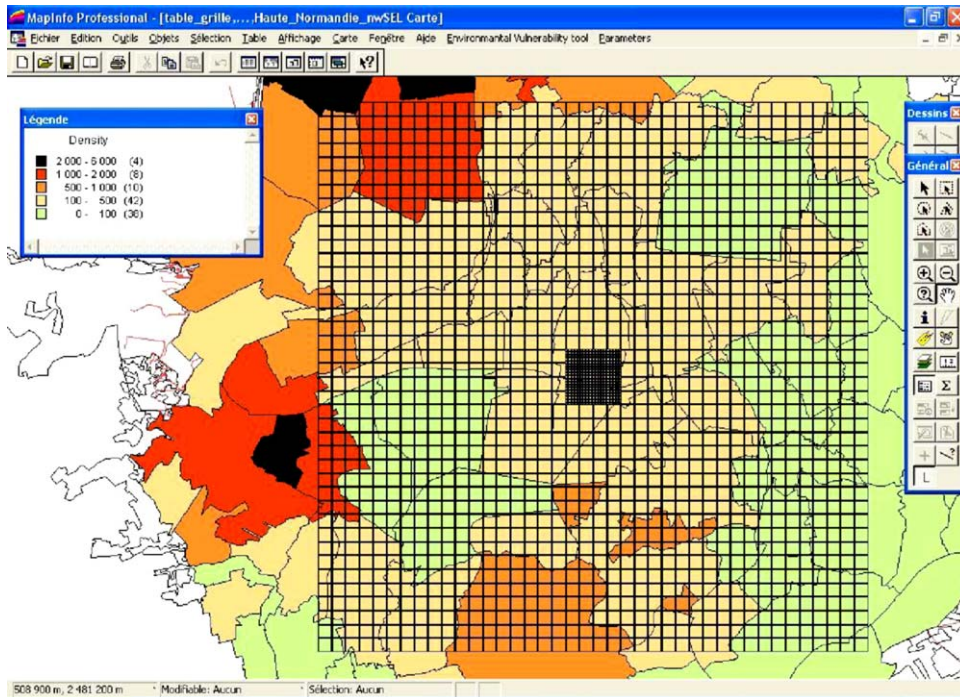 MapInfo Professional - [table_grille,...,Haute_Normandie_nwSEL Carte]
Fichier Edition Outils Objets Sélection Table Affichage Carte Fenêtre Aide Environmantal Vulnerability tool Parameters
Légende
Density
2 000 - 6 000 (4)
1 000 - 2 000 (8)
500 - 1 000 (10)
100 - 500 (42)
0 - 100 (38)
Dessins
Général
508 900 m, 2 481 200 m Modifiable: Aucun Sélection: Aucun